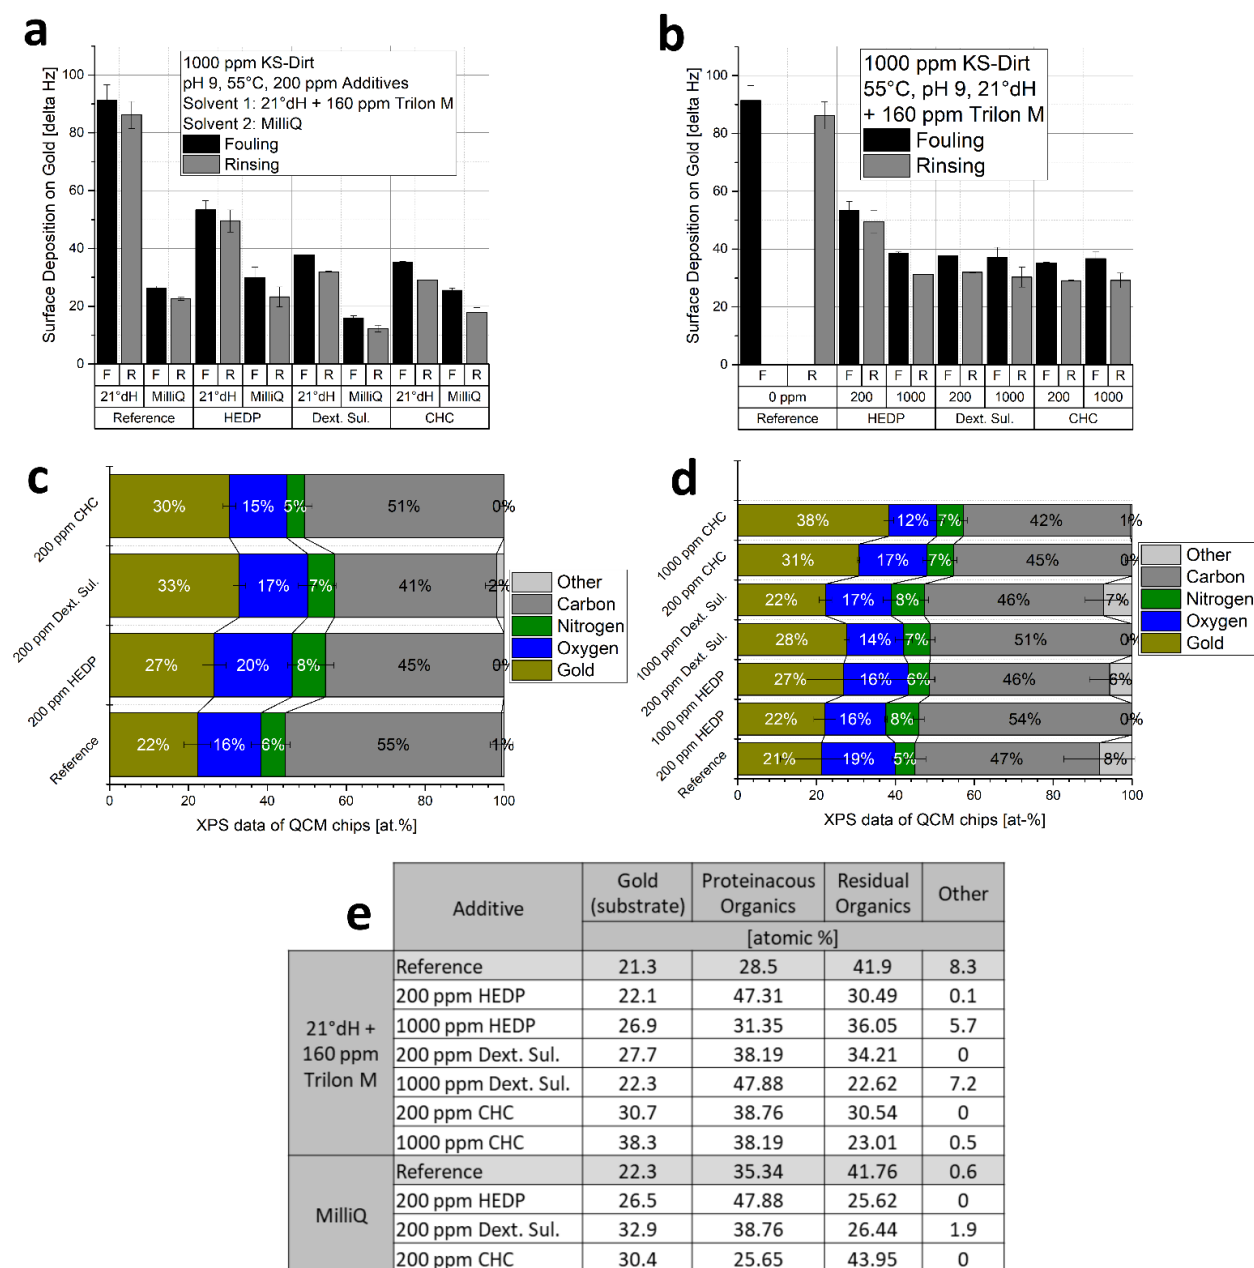 a
1000 ppm KS-Dirt
pH 9, 55°C, 200 ppm Additives
Solvent 1: 21°dH + 160 ppm Trilon M
Solvent 2: MilliQ
Fouling
Rinsing
Surface Deposition on Gold [delta Hz]
100
80
60
40
20
0
F R F R F R F R F R F R F R F R
21°dH MilliQ 21°dH MilliQ 21°dH MilliQ 21°dH MilliQ
Reference HEDP Dext. Sul. CHC
b
1000 ppm KS-Dirt
55°C, pH 9, 21°dH
+ 160 ppm Trilon M
Fouling
Rinsing
Surface Deposition on Gold [delta Hz]
100
80
60
40
20
0
F R F R F R F R F R F R F R
0 ppm 200 1000 200 1000 200 1000
Reference HEDP Dext. Sul. CHC
c
200 ppm CHC
30% 15% 5% 51% 0%
200 ppm Dext. Sul.
33% 17% 7% 41% 2%
200 ppm HEDP
27% 20% 8% 45% 0%
Reference
22% 16% 6% 55% 1%
0 20 40 60 80 100
XPS data of QCM chips [at.%]
Other
Carbon
Nitrogen
Oxygen
Gold
d
1000 ppm CHC
38% 12% 7% 42% 1%
200 ppm CHC
31% 17% 7% 45% 0%
1000 ppm Dext. Sul.
22% 17% 8% 46% 7%
200 ppm Dext. Sul.
28% 14% 7% 51% 0%
1000 ppm HEDP
27% 16% 6% 46% 6%
200 ppm HEDP
22% 16% 8% 54% 0%
Reference
21% 19% 5% 47% 8%
0 20 40 60 80 100
XPS data of QCM chips [at-%]
Other
Carbon
Nitrogen
Oxygen
Gold
e
Additive Gold (substrate) Proteinacous Organics Residual Organics Other
[atomic %]
21°dH + 160 ppm Trilon M
Reference 21.3 28.5 41.9 8.3
200 ppm HEDP 22.1 47.31 30.49 0.1
1000 ppm HEDP 26.9 31.35 36.05 5.7
200 ppm Dext. Sul. 27.7 38.19 34.21 0
1000 ppm Dext. Sul. 22.3 47.88 22.62 7.2
200 ppm CHC 30.7 38.76 30.54 0
1000 ppm CHC 38.3 38.19 23.01 0.5
MilliQ
Reference 22.3 35.34 41.76 0.6
200 ppm HEDP 26.5 47.88 25.62 0
200 ppm Dext. Sul. 32.9 38.76 26.44 1.9
200 ppm CHC 30.4 25.65 43.95 0